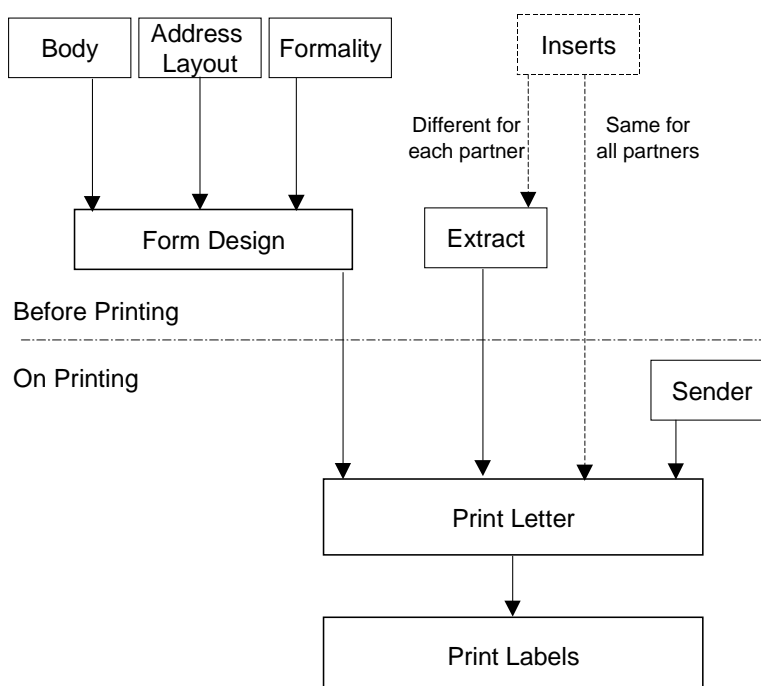 Body
Address
Layout
Formality
Inserts
Different for
each partner
Same for
all partners
Form Design
Extract
Before Printing
On Printing
Sender
Print Letter
Print Labels